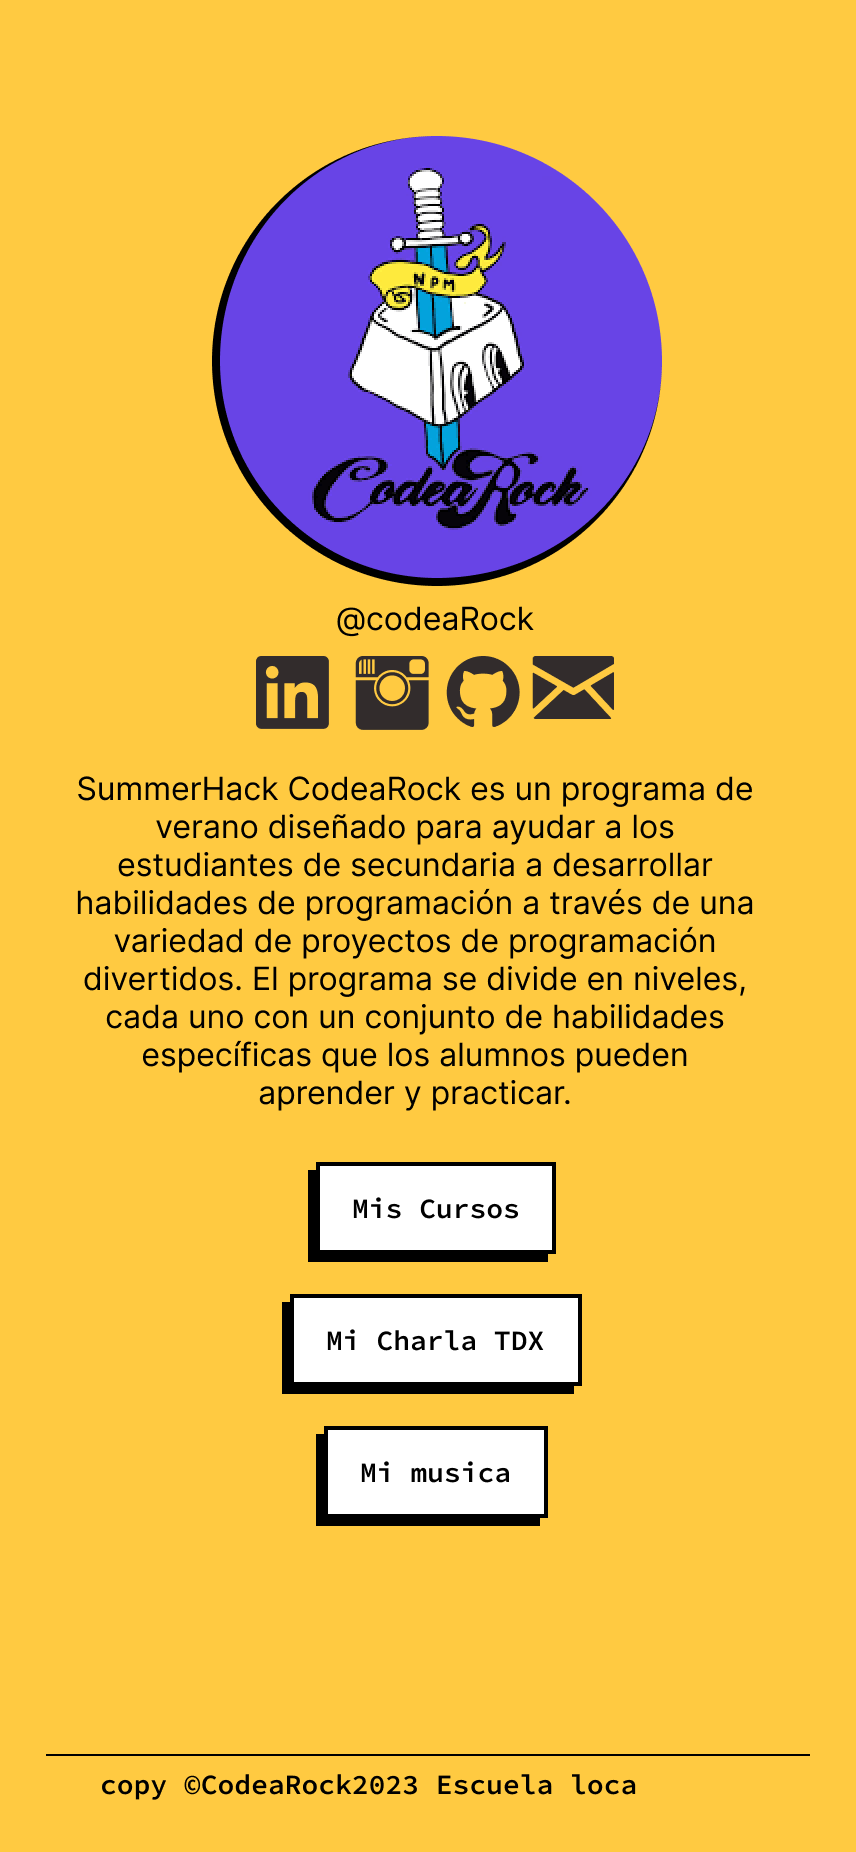 NPM
CodeaRock
@codeaRock
in
SummerHack CodeaRock es un programa de
verano diseñado para ayudar a los
estudiantes de secundaria a desarrollar
habilidades de programación a través de una
variedad de proyectos de programación
divertidos. El programa se divide en niveles,
cada uno con un conjunto de habilidades
específicas que los alumnos pueden
aprender y practicar.
Mis Cursos
Mi Charla TDX
Mi musica
copy ©CodeaRock2023 Escuela loca